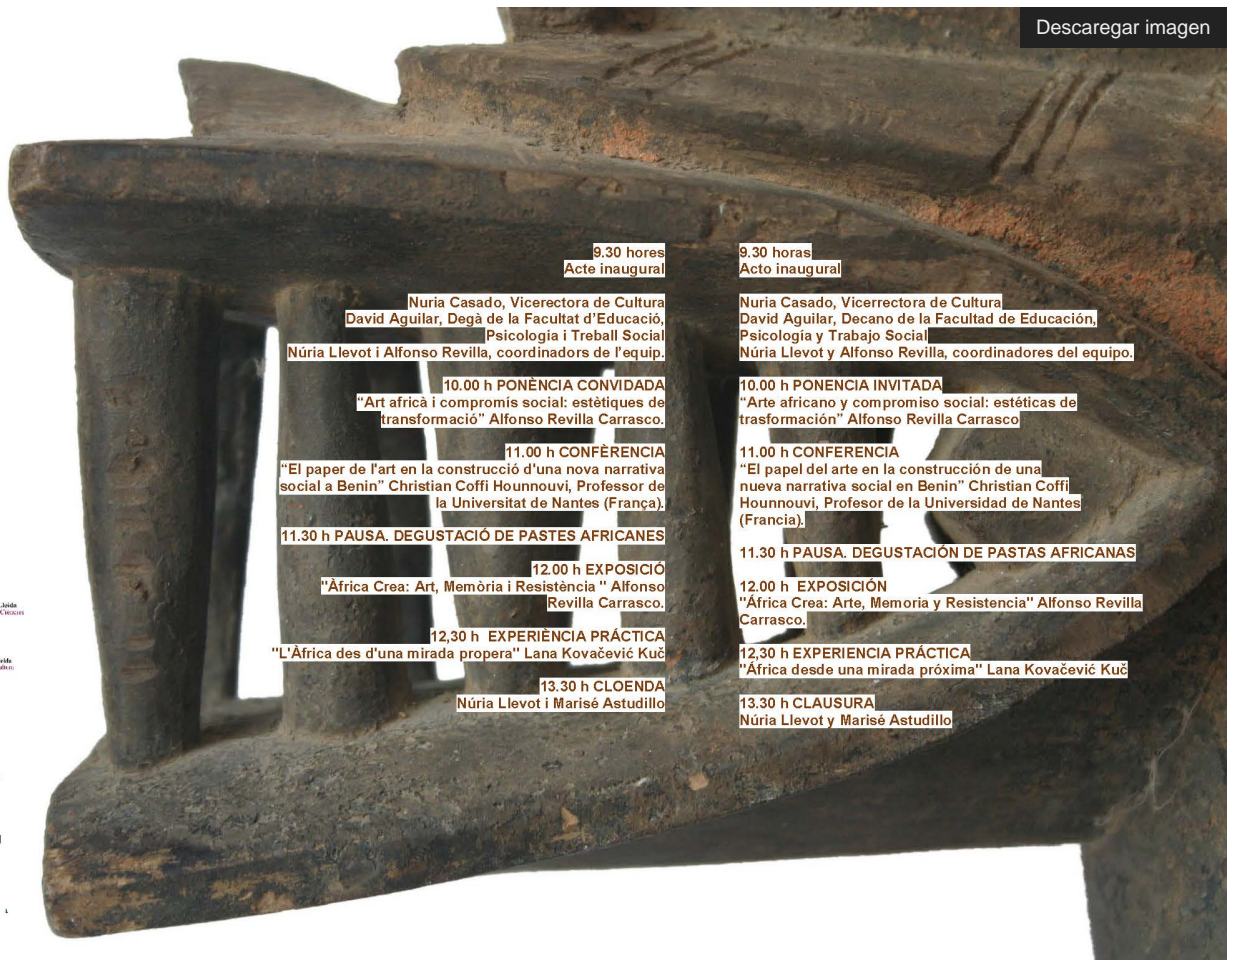 Descaregar imagen
9.30 hores
Acte inaugural
Nuria Casado, Vicerectora de Cultura
David Aguilar, Degà de la Facultat d’Educació,
Psicologia i Treball Social
Núria Llevot i Alfonso Revilla, coordinadors de l’equip.
10.00 h PONÈNCIA CONVIDADA
“Art africà i compromís social: estètiques de
transformació” Alfonso Revilla Carrasco.
11.00 h CONFÈRENCIA
“El paper de l'art en la construcció d'una nova narrativa
social a Benin” Christian Coffi Hounnouvi, Professor de
la Universitat de Nantes (França).
11.30 h PAUSA. DEGUSTACIÓ DE PASTES AFRICANES
12.00 h EXPOSICIÓ
"Àfrica Crea: Art, Memòria i Resistència " Alfonso
Revilla Carrasco.
12,30 h  EXPERIÈNCIA PRÁCTICA
"L'Àfrica des d'una mirada propera" Lana Kovačević Kuč
13.30 h CLOENDA
Núria Llevot i Marisé Astudillo
9.30 horas
Acto inaugural
Nuria Casado, Vicerrectora de Cultura
David Aguilar, Decano de la Facultad de Educación,
Psicología y Trabajo Social
Núria Llevot y Alfonso Revilla, coordinadores del equipo.
10.00 h PONENCIA INVITADA
“Arte africano y compromiso social: estéticas de
trasformación” Alfonso Revilla Carrasco
11.00 h CONFERENCIA
“El papel del arte en la construcción de una
nueva narrativa social en Benin” Christian Coffi
Hounnouvi, Profesor de la Universidad de Nantes
(Francia).
11.30 h PAUSA. DEGUSTACIÓN DE PASTAS AFRICANAS
12.00 h  EXPOSICIÓN
"África Crea: Arte, Memoria y Resistencia" Alfonso Revilla
Carrasco.
12,30 h EXPERIENCIA PRÁCTICA
"África desde una mirada próxima" Lana Kovačević Kuč
13.30 h CLAUSURA
Núria Llevot y Marisé Astudillo